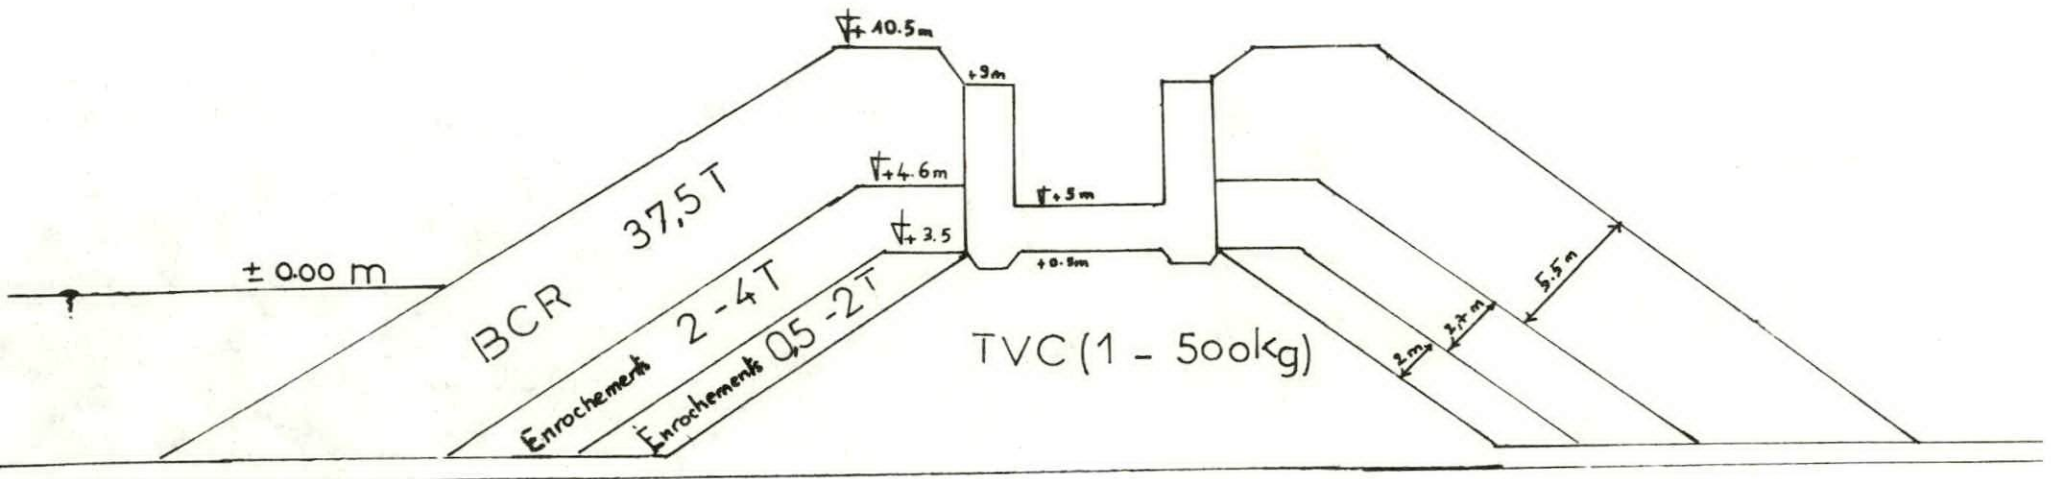 + 10.5m
+9m
+4.6m
+5m
+ 3.5
+0.5m
± 0.00 m
BCR 37,5 T
Enrochements 2 - 4 T
Enrochements 0,5 - 2 T
TVC (1 - 500kg)
2m
2,7 m
5.5 m